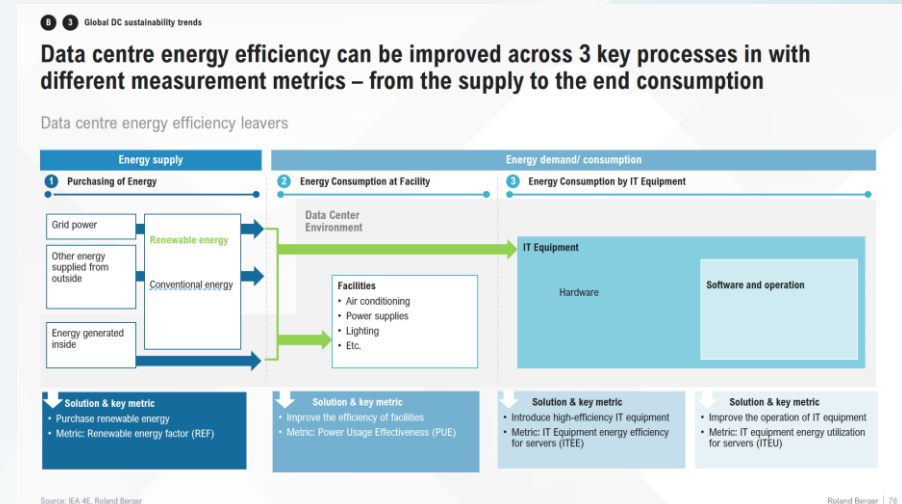 B 3 Global DC sustainability trends
Data centre energy efficiency can be improved across 3 key processes in with
different measurement metrics – from the supply to the end consumption
Data centre energy efficiency leavers
Energy supply
Energy demand/ consumption
1 Purchasing of Energy
2 Energy Consumption at Facility
3 Energy Consumption by IT Equipment
Grid power
Other energy
supplied from
outside
Energy generated
inside
Renewable energy
Conventional energy
Data Center
Environment
Facilities
• Air conditioning
• Power supplies
• Lighting
• Etc.
IT Equipment
Hardware
Software and operation
Solution & key metric
• Purchase renewable energy
• Metric: Renewable energy factor (REF)
Solution & key metric
• Improve the efficiency of facilities
• Metric: Power Usage Effectiveness (PUE)
Solution & key metric
• Introduce high-efficiency IT equipment
• Metric: IT Equipment energy efficiency
for servers (ITEE)
Solution & key metric
• Improve the operation of IT equipment
• Metric: IT equipment energy utilization
for servers (ITEU)
Source: IEA 4E, Roland Berger
Roland Berger | 78